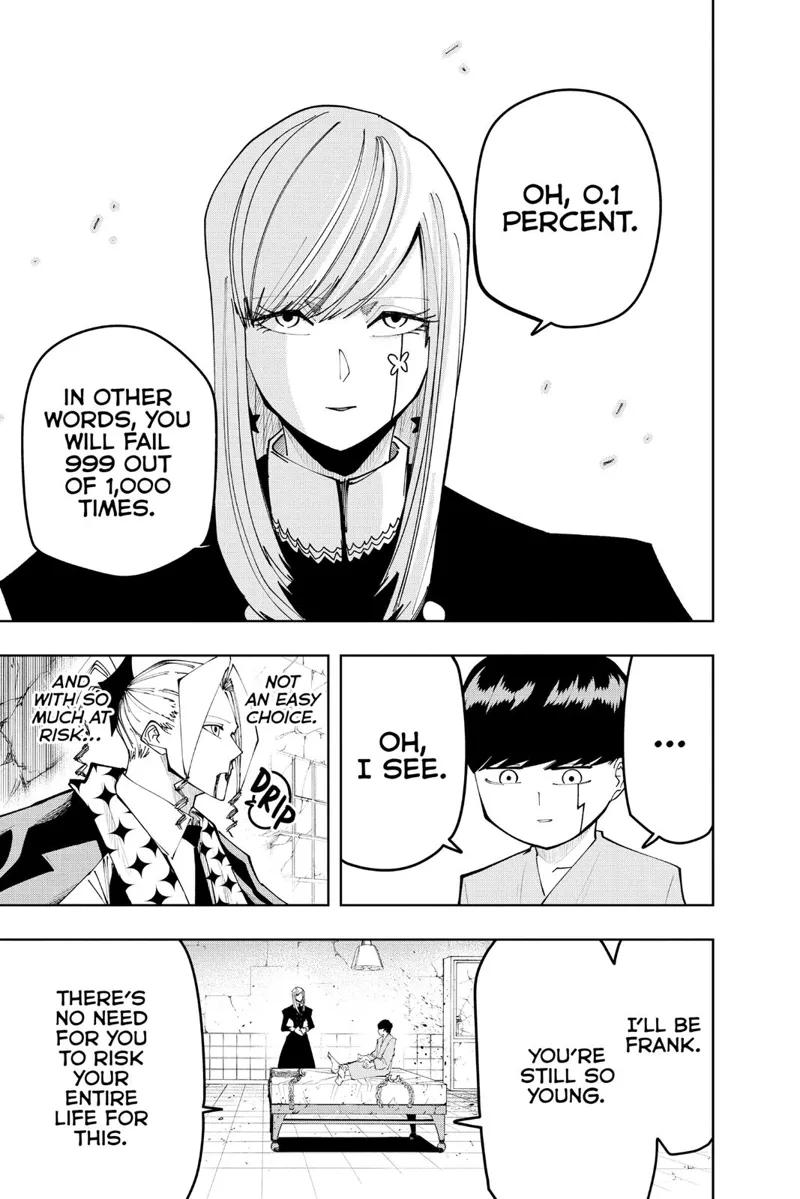 OH, 0.1
PERCENT.
IN OTHER
WORDS, YOU
WILL FAIL
999 OUT
OF 1,000
TIMES.
...
OH,
I SEE.
NOT
AN EASY
CHOICE.
AND
WITH SO
MUCH AT
RISK...
DRIP
I'LL BE
FRANK.
YOU'RE
STILL SO
YOUNG.
THERE'S
NO NEED
FOR YOU
TO RISK
YOUR
ENTIRE
LIFE FOR
THIS.